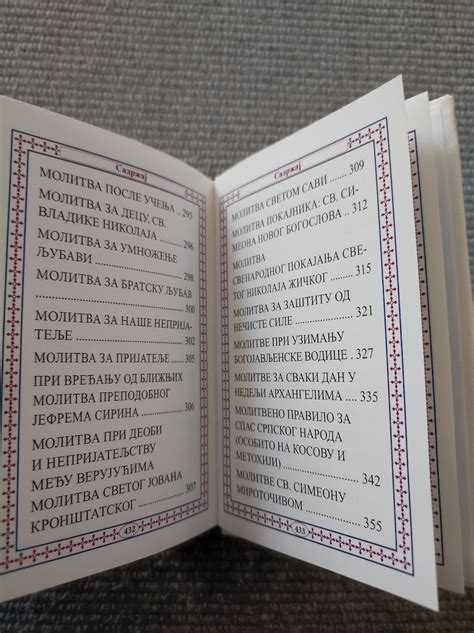 Садржај
МОЛИТВА ПОСЛЕ УЧЕЊА .. 295
МОЛИТВА ЗА ДЕЦУ, СВ.
ВЛАДИКЕ НИКОЛАЈА ............. 296
МОЛИТВА ЗА УМНОЖЕЊЕ
ЉУБАВИ ................................ 298
МОЛИТВА ЗА БРАТСКУ ЉУБАВ
................................ 300
МОЛИТВА ЗА НАШЕ НЕПРИЈА-
ТЕЉЕ ................................ 302
МОЛИТВА ЗА ПРИЈАТЕЉЕ ....... 305
ПРИ ВРЕЂАЊУ ОД БЛИЖЊИХ
МОЛИТВА ПРЕПОДОБНОГ
ЈЕФРЕМА СИРИНА ............. 306
МОЛИТВА ПРИ ДЕОБИ
И НЕПРИЈАТЕЉСТВУ
МЕЂУ ВЕРУЈУЋИМА
МОЛИТВА СВЕТОГ ЈОВАНА
КРОНШТАТСКОГ ............. 307
432
Садржај
МОЛИТВА СВЕТОМ САВИ ....... 309
МОЛИТВА ПОКАЈНИКА: СВ. СИ-
МЕОНА НОВОГ БОГОСЛОВА .. 312
МОЛИТВА
СВЕНАРОДНОГ ПОКАЈАЊА СВЕ-
ТОГ НИКОЛАЈА ЖИЧКОГ ....... 315
МОЛИТВА ЗА ЗАШТИТУ ОД
НЕЧИСТЕ СИЛЕ .................... 321
МОЛИТВЕ ПРИ УЗИМАЊУ
БОГОЈАВЉЕНСКЕ ВОДИЦЕ . 327
МОЛИТВЕ ЗА СВАКИ ДАН У
НЕДЕЉИ АРХАНГЕЛИМА ...... 335
МОЛИТВЕНО ПРАВИЛО ЗА
СПАС СРПСКОГ НАРОДА
(ОСОБИТО НА КОСОВУ И
МЕТОХИЈИ) ........................... 342
МОЛИТВЕ СВ. СИМЕОНУ
МИРОТОЧИВОМ .................... 355
433